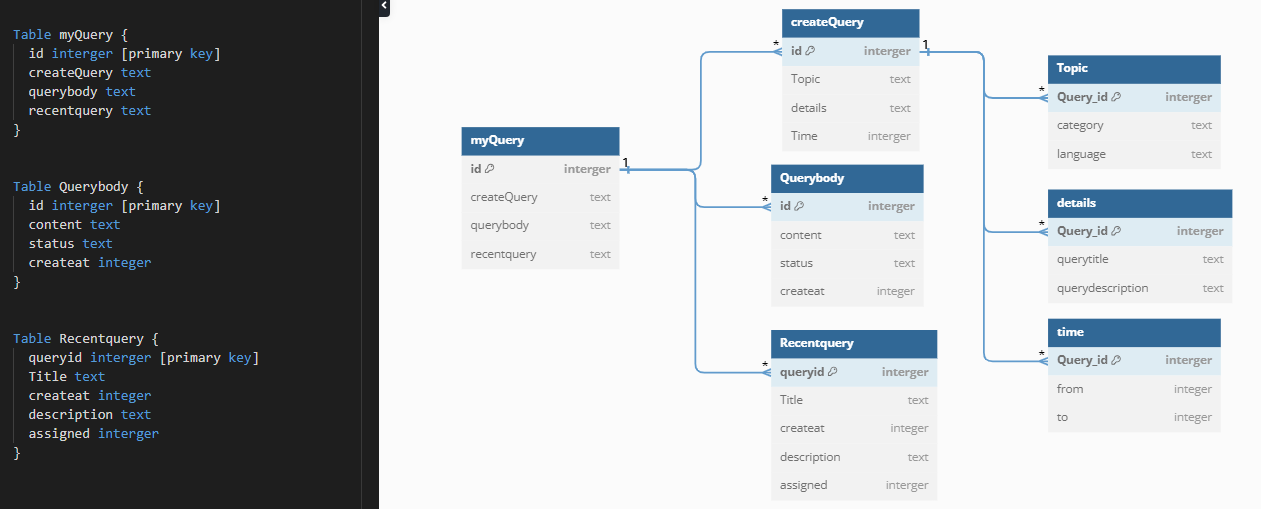 Table myQuery {
id interger [primary key]
createQuery text
querybody text
recentquery text
}
Table Querybody {
id interger [primary key]
content text
status text
createat integer
}
Table Recentquery {
queryid interger [primary key]
Title text
createat integer
description text
assigned interger
}
myQuery
id interger
createQuery text
querybody text
recentquery text
1
createQuery
* id interger 1
Topic text
details text
Time interger
Querybody
* id interger
content text
status text
createat integer
Recentquery
* queryid interger
Title text
createat integer
description text
assigned interger
Topic
* Query_id interger
category text
language text
details
* Query_id interger
querytitle text
querydescription text
time
* Query_id interger
from integer
to integer